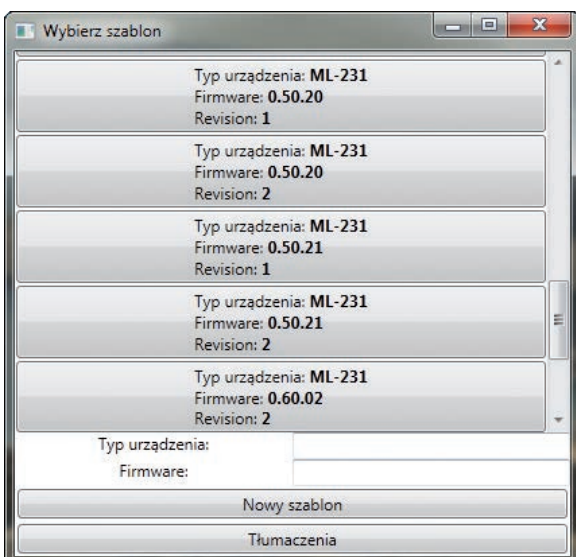 Wybierz szablon
Typ urządzenia: ML-231
Firmware: 0.50.20
Revision: 1
Typ urządzenia: ML-231
Firmware: 0.50.20
Revision: 2
Typ urządzenia: ML-231
Firmware: 0.50.21
Revision: 1
Typ urządzenia: ML-231
Firmware: 0.50.21
Revision: 2
Typ urządzenia: ML-231
Firmware: 0.60.02
Revision: 2
Typ urządzenia:
Firmware:
Nowy szablon
Tłumaczenia